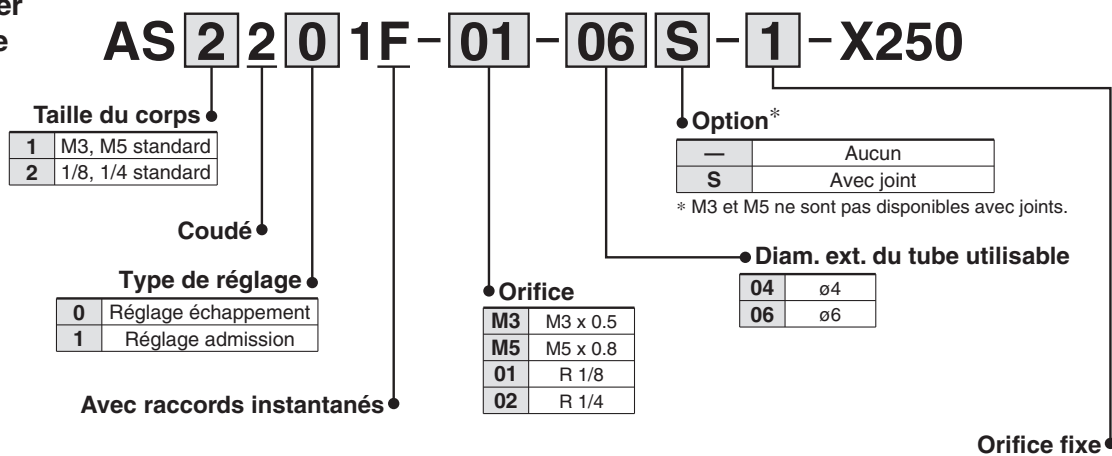 er
e
AS 2 2 0 1F - 01 - 06 S - 1 - X250
Taille du corps
1 M3, M5 standard
2 1/8, 1/4 standard
Coudé
Type de réglage
0 Réglage échappement
1 Réglage admission
Avec raccords instantanés
Orifice
M3 M3 x 0.5
M5 M5 x 0.8
01 R 1/8
02 R 1/4
Option*
— Aucun
S Avec joint
* M3 et M5 ne sont pas disponibles avec joints.
Diam. ext. du tube utilisable
04 ø4
06 ø6
Orifice fixe